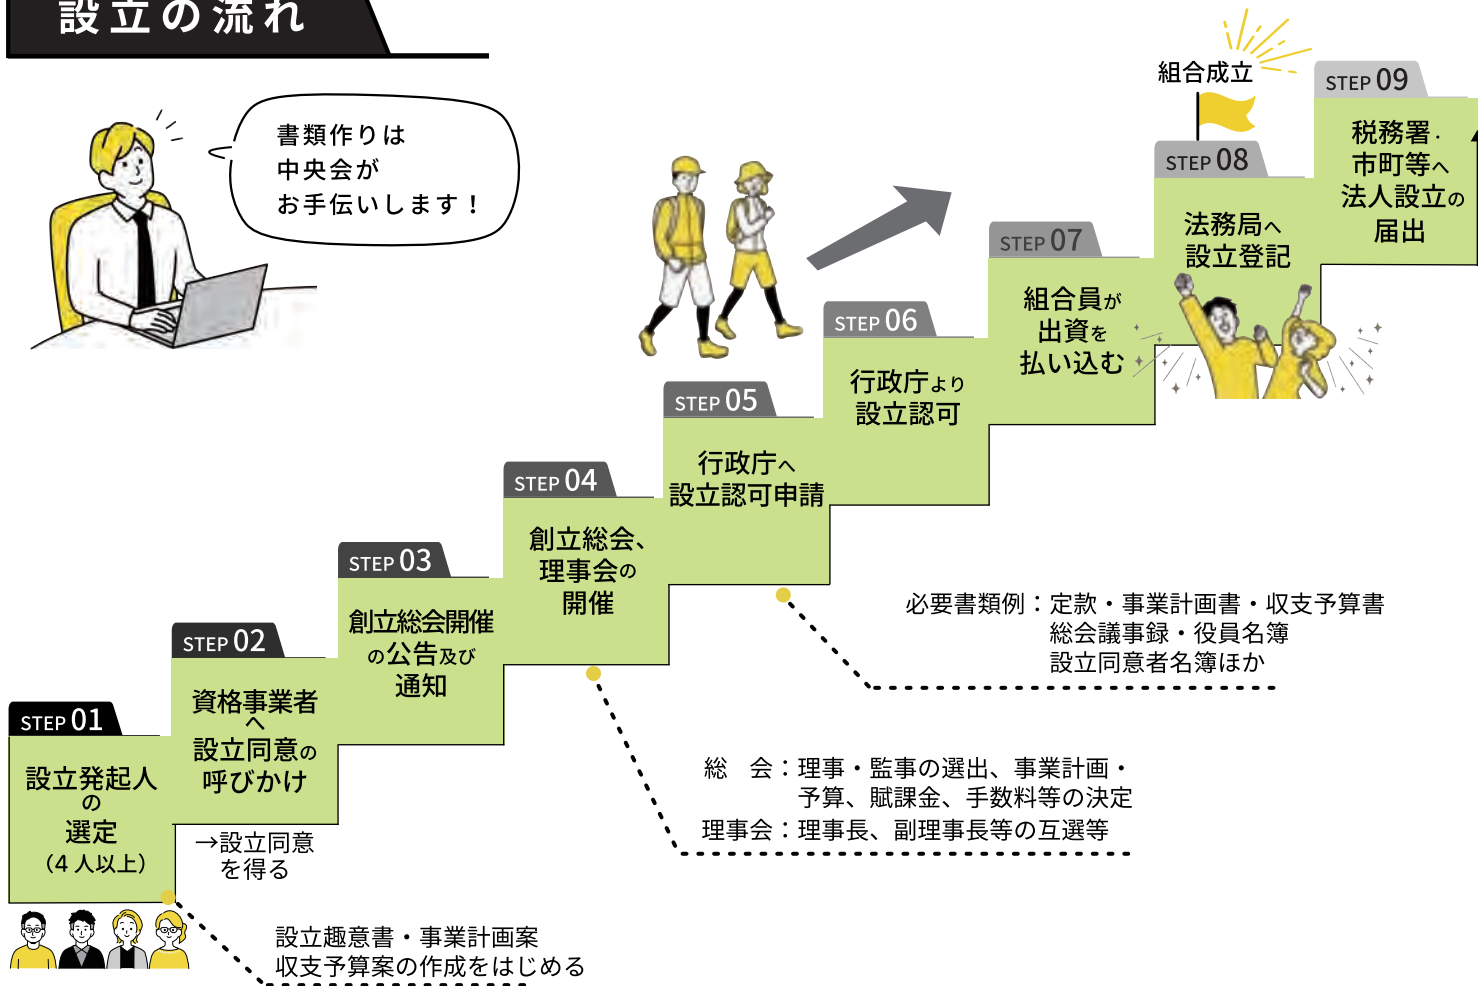 設立の流れ
書類作りは
中央会が
お手伝いします！
STEP 01
設立発起人
の
選定
（4 人以上）
設立趣意書・事業計画案
収支予算案の作成をはじめる
STEP 02
資格事業者
へ
設立同意の
呼びかけ
→設立同意
を得る
STEP 03
創立総会開催
の公告及び
通知
STEP 04
創立総会、
理事会の
開催
総　会：理事・監事の選出、事業計画・
予算、賦課金、手数料等の決定
理事会：理事長、副理事長等の互選等
STEP 05
行政庁へ
設立認可申請
必要書類例：定款・事業計画書・収支予算書
総会議事録・役員名簿
設立同意者名簿ほか
STEP 06
行政庁より
設立認可
STEP 07
組合員が
出資を
払い込む
組合成立
STEP 08
法務局へ
設立登記
STEP 09
税務署・
市町等へ
法人設立の
届出